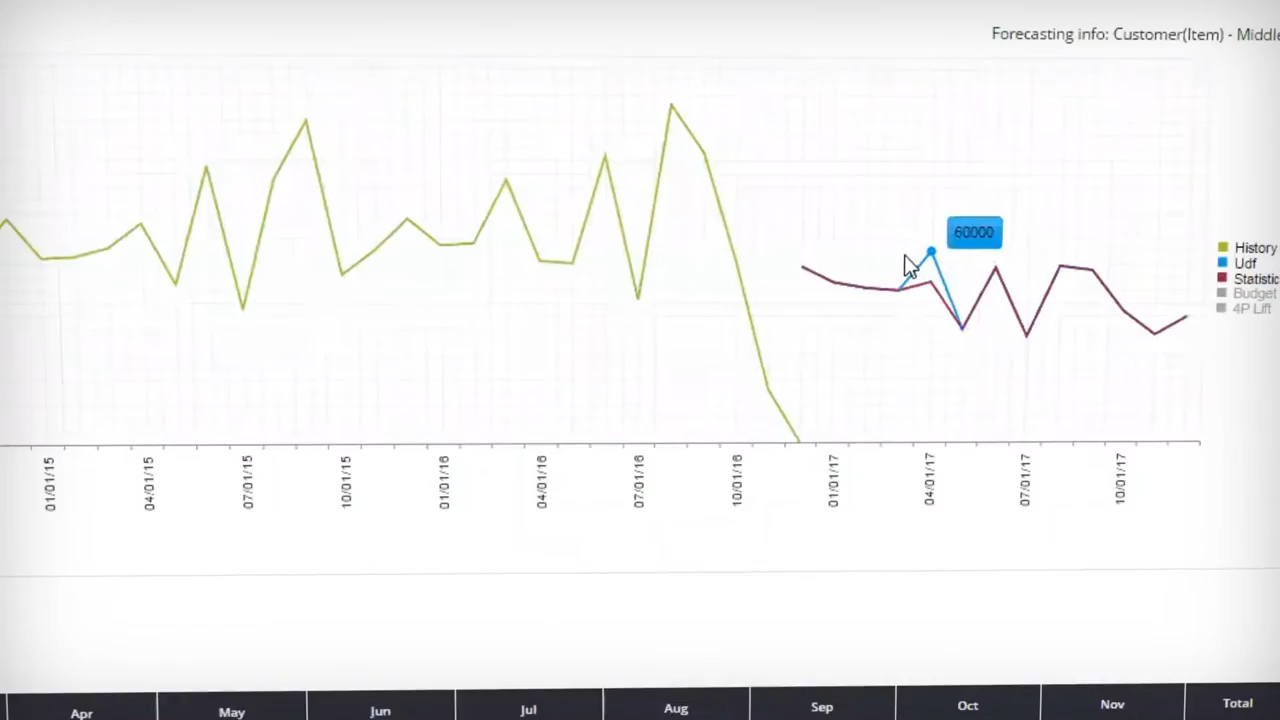 Forecasting info: Customer(Item) - Middle
60000
History
Udf
Statistic
Budget
4P Lift
01/01/15
04/01/15
07/01/15
10/01/15
01/01/16
04/01/16
07/01/16
10/01/16
01/01/17
04/01/17
07/01/17
10/01/17
Apr May Jun Jul Aug Sep Oct Nov Total